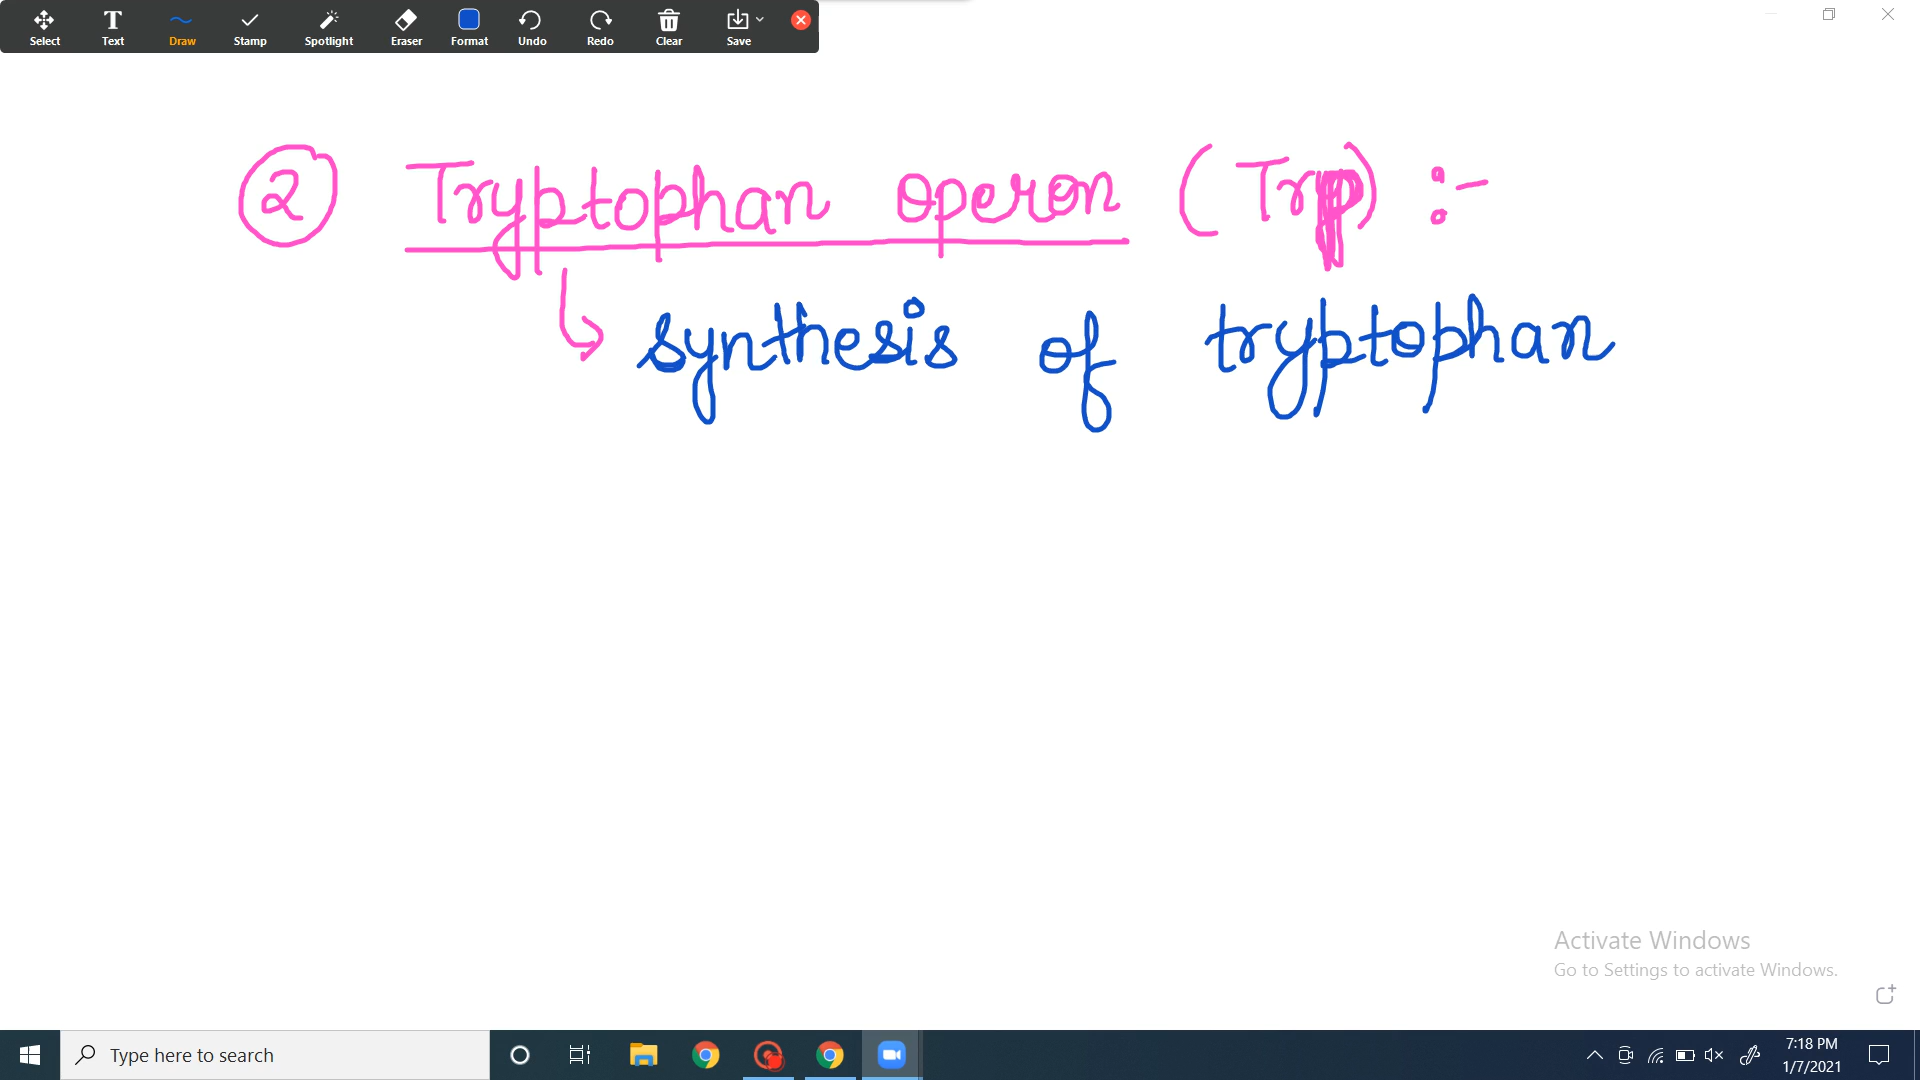 Select Text Draw Stamp Spotlight Eraser Format Undo Redo Clear Save
2 Tryptophan operon (Trp) :-
synthesis of tryptophan
Activate Windows
Go to Settings to activate Windows.
Type here to search
7:18 PM
1/7/2021